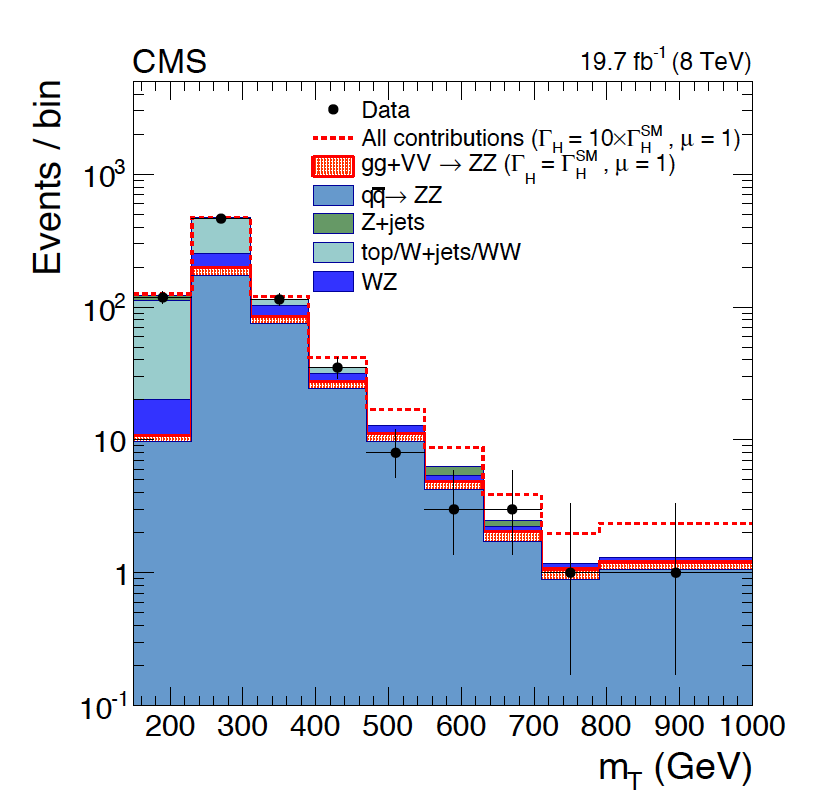 CMS 19.7 fb⁻¹ (8 TeV)
Events / bin
Data
All contributions (Γ_H = 10×Γ_H^SM , μ = 1)
gg+VV → ZZ (Γ_H = Γ_H^SM , μ = 1)
qq̅→ ZZ
Z+jets
top/W+jets/WW
WZ
10³
10²
10
1
10⁻¹
200 300 400 500 600 700 800 900 1000
m_T (GeV)